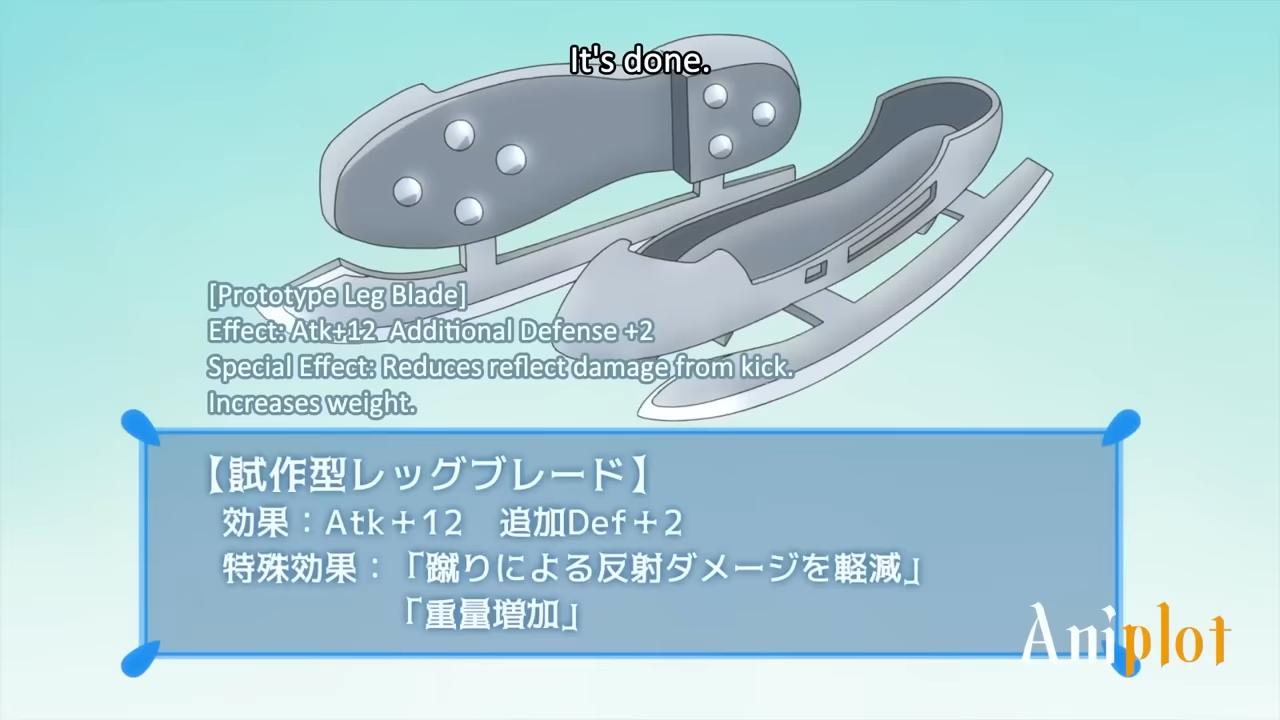 It's done.
[Prototype Leg Blade]
Effect: Atk+12 Additional Defense +2
Special Effect: Reduces reflect damage from kick.
Increases weight.
【試作型レッグブレード】
効果：Atk＋12　追加Def＋2
特殊効果：「蹴りによる反射ダメージを軽減」
「重量増加」
Aniplot